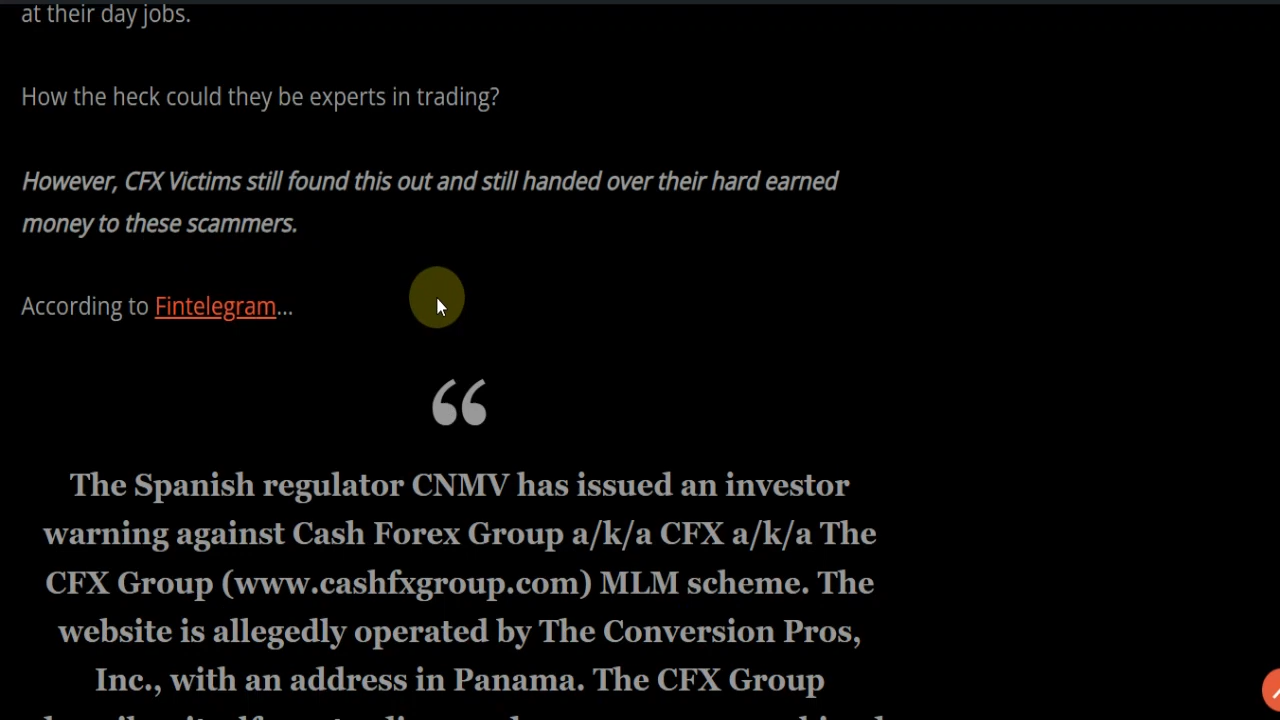 at their day jobs.
How the heck could they be experts in trading?
However, CFX Victims still found this out and still handed over their hard earned
money to these scammers.
According to Fintelegram...
“
The Spanish regulator CNMV has issued an investor
warning against Cash Forex Group a/k/a CFX a/k/a The
CFX Group (www.cashfxgroup.com) MLM scheme. The
website is allegedly operated by The Conversion Pros,
Inc., with an address in Panama. The CFX Group